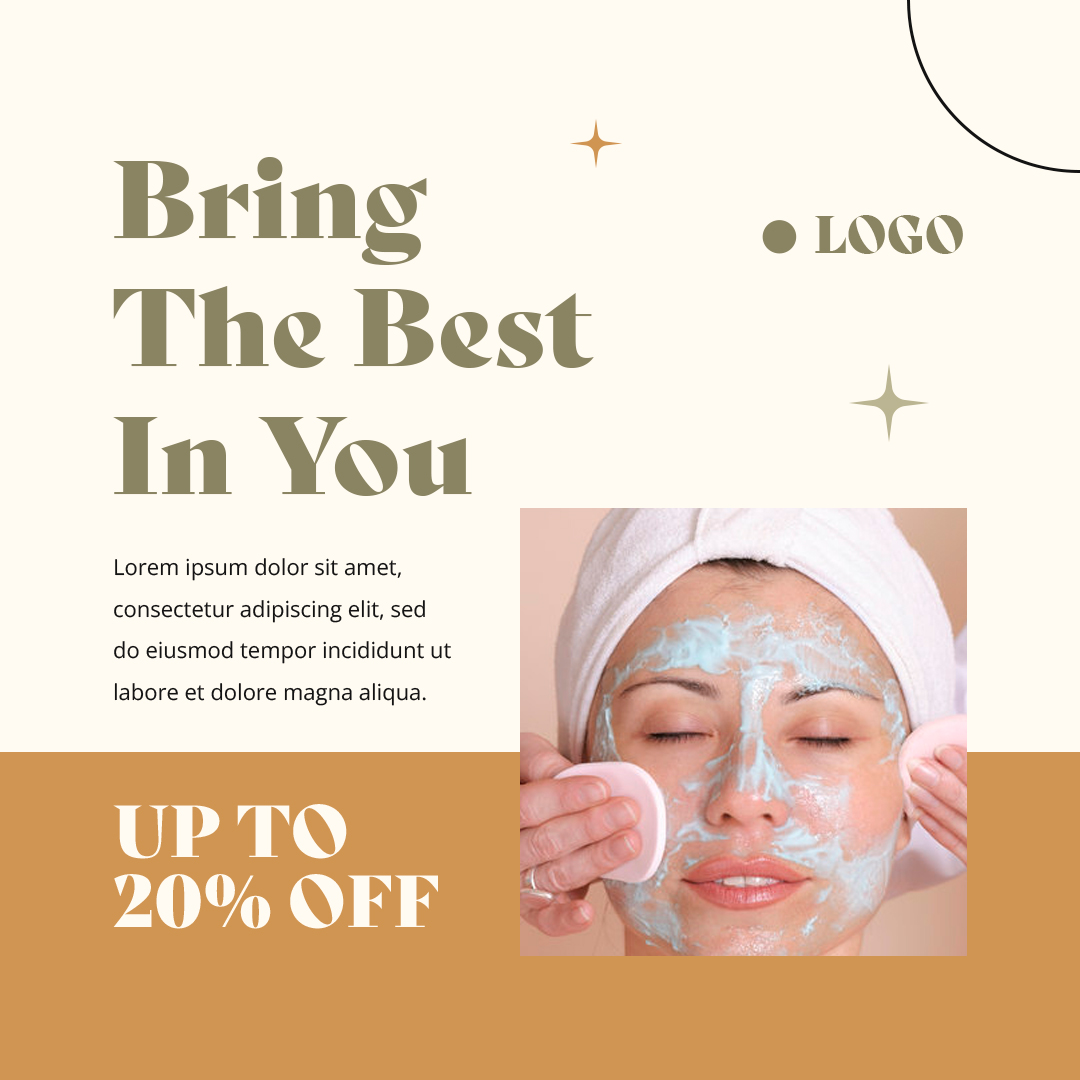 Bring
The Best
In You
LOGO
Lorem ipsum dolor sit amet,
consectetur adipiscing elit, sed
do eiusmod tempor incididunt ut
labore et dolore magna aliqua.
UP TO
20% OFF